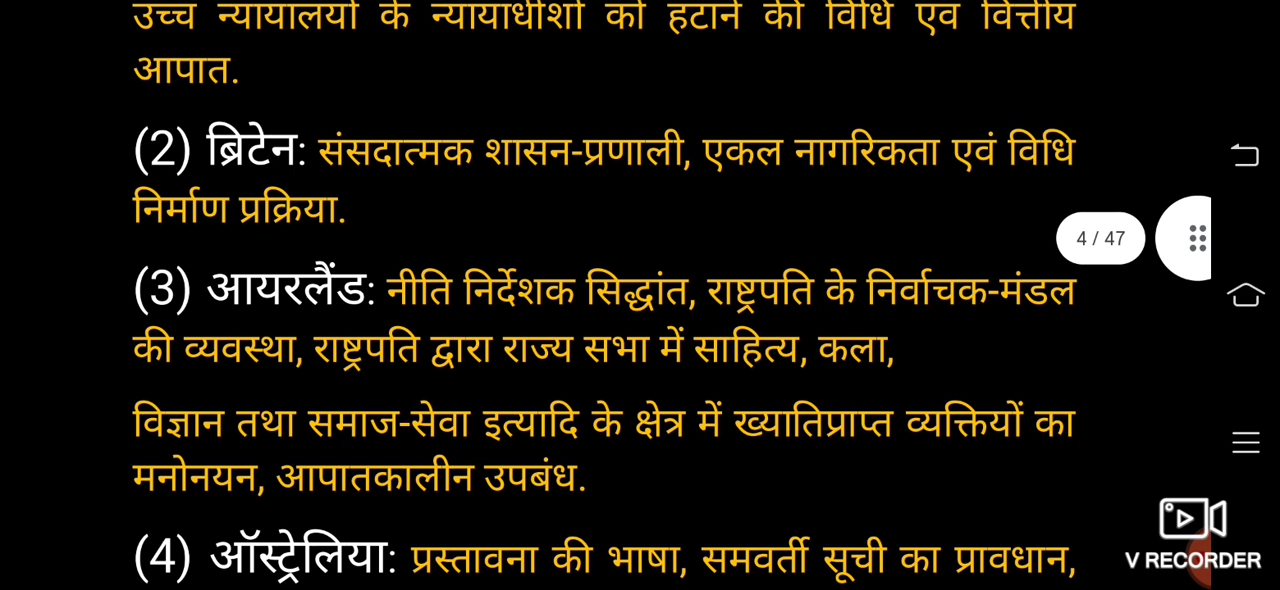 उच्च न्यायालयों के न्यायाधीशों को हटाने की विधि एवं वित्तीय
आपात.
(2) ब्रिटेन: संसदात्मक शासन-प्रणाली, एकल नागरिकता एवं विधि
निर्माण प्रक्रिया.
4 / 47
(3) आयरलैंड: नीति निर्देशक सिद्धांत, राष्ट्रपति के निर्वाचक-मंडल
की व्यवस्था, राष्ट्रपति द्वारा राज्य सभा में साहित्य, कला,
विज्ञान तथा समाज-सेवा इत्यादि के क्षेत्र में ख्यातिप्राप्त व्यक्तियों का
मनोनयन, आपातकालीन उपबंध.
(4) ऑस्ट्रेलिया: प्रस्तावना की भाषा, समवर्ती सूची का प्रावधान,
V RECORDER